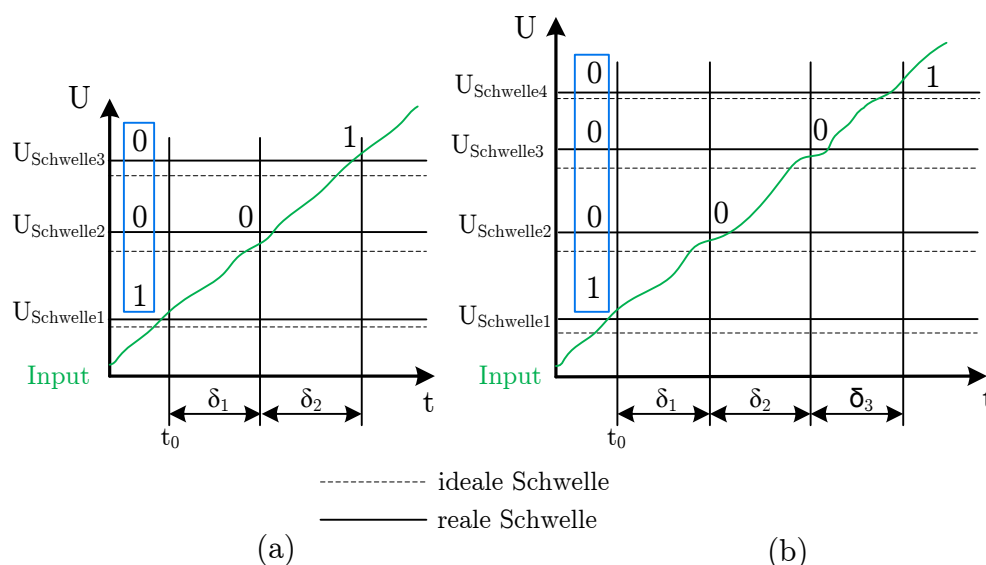 (a)
U
0
1
U_Schwelle3
0
0
U_Schwelle2
1
U_Schwelle1
Input
t
δ₁
δ₂
t₀
U
0
1
U_Schwelle4
0
0
U_Schwelle3
0
0
U_Schwelle2
1
U_Schwelle1
Input
t
δ₁
δ₂
δ₃
t₀
ideale Schwelle
reale Schwelle
(a)
(b)